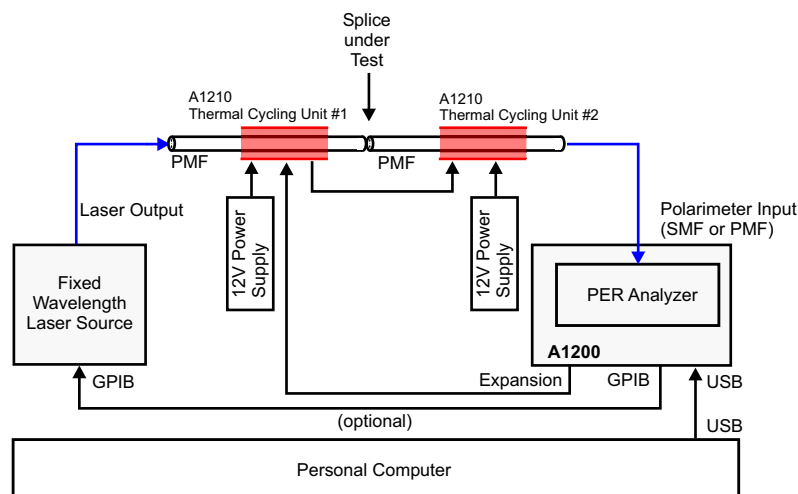 Splice
under
Test
A1210
Thermal Cycling Unit #1
A1210
Thermal Cycling Unit #2
PMF
PMF
Laser Output
12V Power
Supply
12V Power
Supply
Polarimeter Input
(SMF or PMF)
Fixed
Wavelength
Laser Source
PER Analyzer
A1200
GPIB
Expansion
GPIB
USB
(optional)
USB
Personal Computer